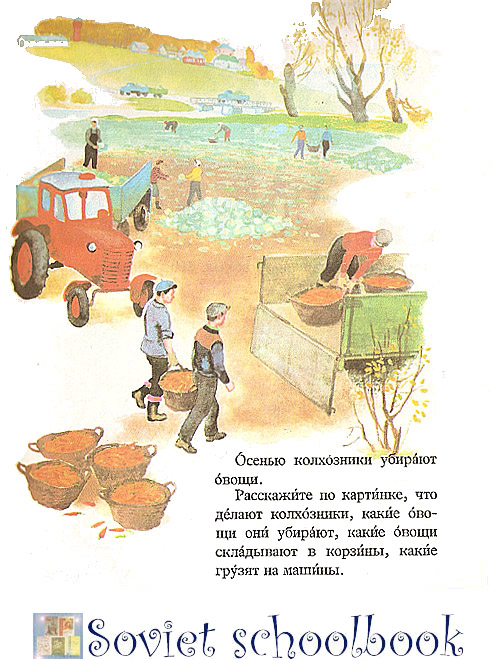 О́сенью колхо́зники убира́ют
о́вощи.
Расскажи́те по карти́нке, что
де́лают колхо́зники, каки́е о́во-
щи они́ убира́ют, каки́е о́вощи
скла́дывают в корзи́ны, каки́е
гру́зят на маши́ны.
Soviet schoolbook